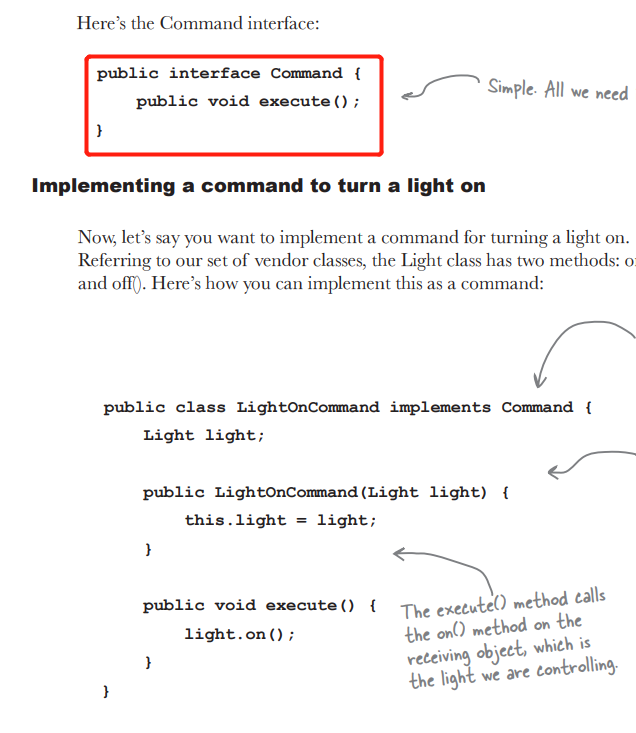 Here's the Command interface:
public interface Command {
public void execute();
}
Simple. All we need
Implementing a command to turn a light on
Now, let's say you want to implement a command for turning a light on.
Referring to our set of vendor classes, the Light class has two methods:
and off(). Here's how you can implement this as a command:
public class LightOnCommand implements Command {
Light light;
public LightOnCommand(Light light) {
this.light = light;
}
public void execute() {
light.on();
}
}
The execute() method calls
the on() method on the
receiving object, which is
the light we are controlling.